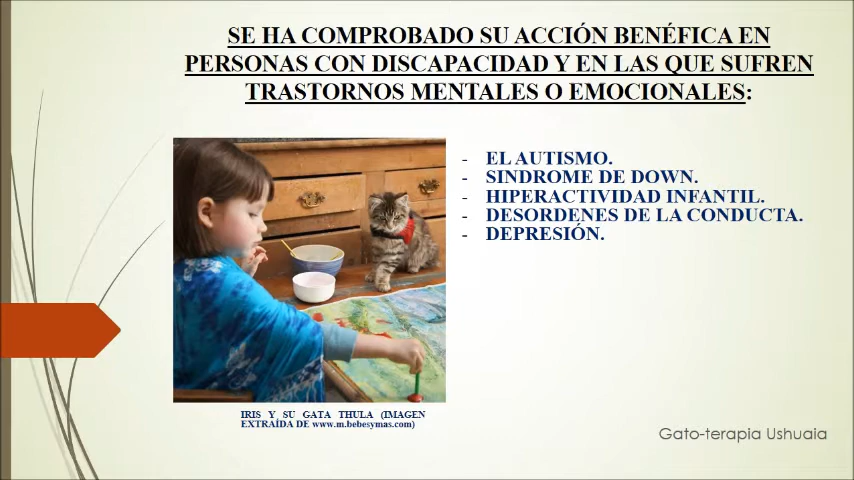 SE HA COMPROBADO SU ACCIÓN BENÉFICA EN
PERSONAS CON DISCAPACIDAD Y EN LAS QUE SUFREN
TRASTORNOS MENTALES O EMOCIONALES:
- EL AUTISMO.
- SINDROME DE DOWN.
- HIPERACTIVIDAD INFANTIL.
- DESORDENES DE LA CONDUCTA.
- DEPRESIÓN.
IRIS Y SU GATA THULA (IMAGEN
EXTRAÍDA DE www.m.bebesymas.com)
Gato-terapia Ushuaia